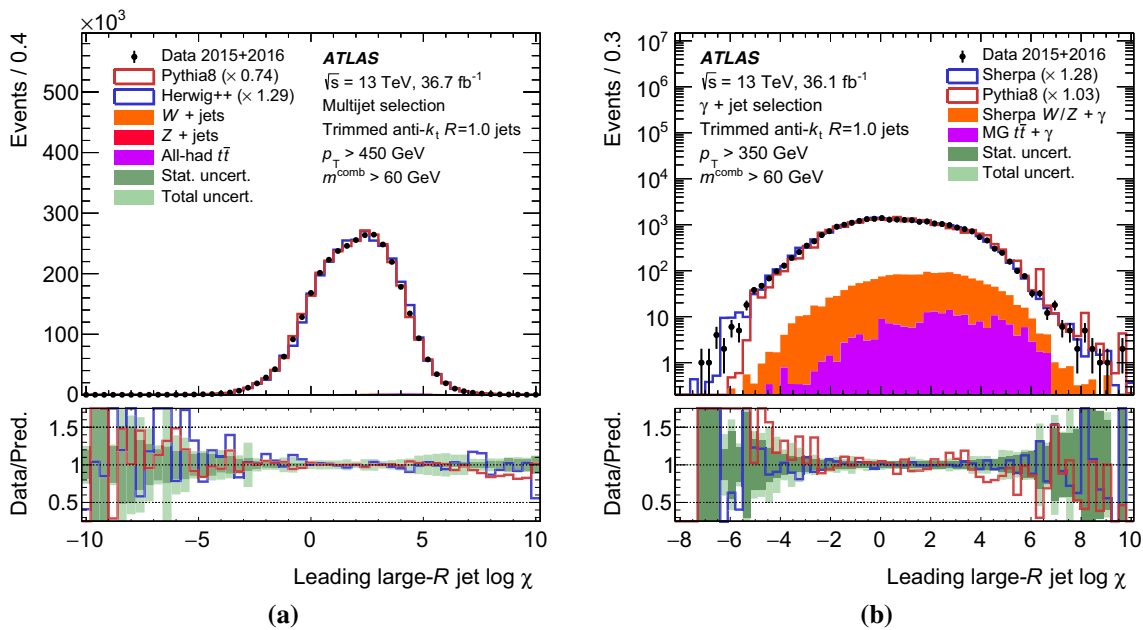 ×10³
Events / 0.4
500
400
300
200
100
0
Data 2015+2016
Pythia8 (× 0.74)
Herwig++ (× 1.29)
W + jets
Z + jets
All-had tt̄
Stat. uncert.
Total uncert.
ATLAS
√s = 13 TeV, 36.7 fb⁻¹
Multijet selection
Trimmed anti-kₜ R=1.0 jets
p_T > 450 GeV
m^comb > 60 GeV
Data/Pred.
1.5
1
0.5
−10 −5 0 5 10
Leading large-R jet log χ
(a)
Events / 0.3
10⁷
10⁶
10⁵
10⁴
10³
10²
10
1
ATLAS
√s = 13 TeV, 36.1 fb⁻¹
γ + jet selection
Trimmed anti-kₜ R=1.0 jets
p_T > 350 GeV
m^comb > 60 GeV
Data 2015+2016
Sherpa (× 1.28)
Pythia8 (× 1.03)
Sherpa W/Z + γ
MG tt̄ + γ
Stat. uncert.
Total uncert.
Data/Pred.
1.5
1
0.5
−8 −6 −4 −2 0 2 4 6 8 10
Leading large-R jet log χ
(b)